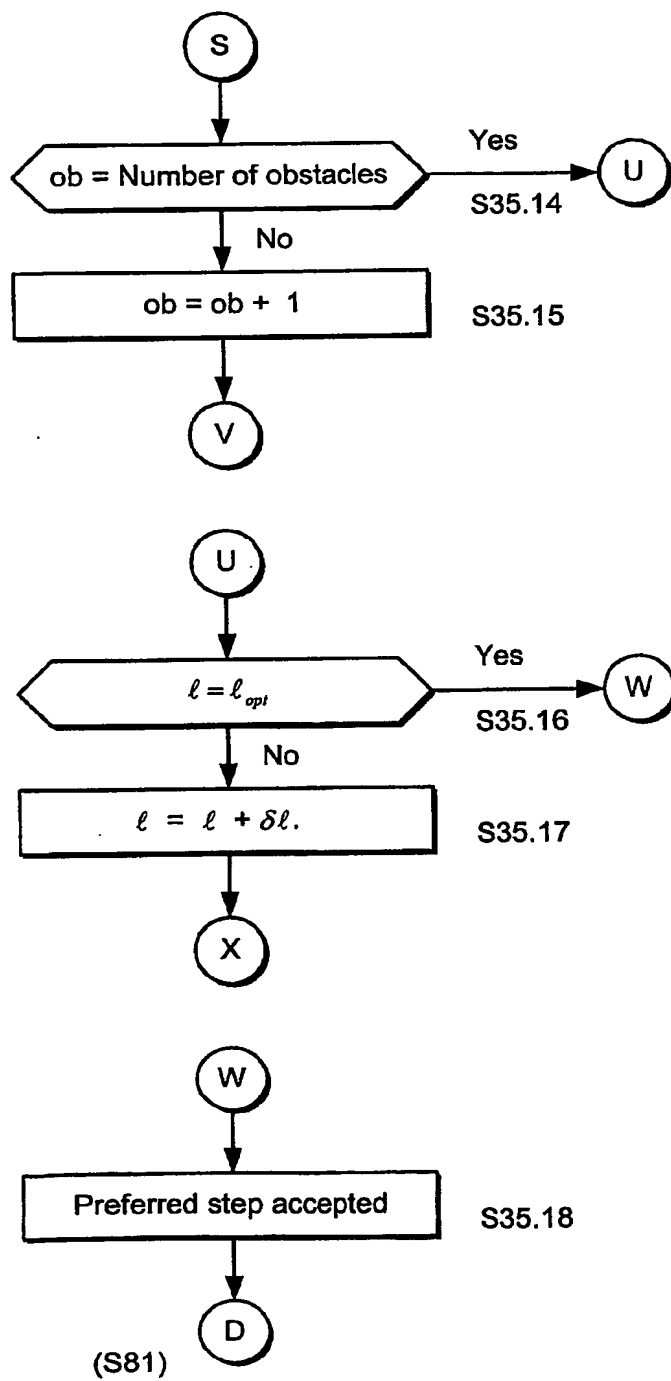 S
ob = Number of obstacles
Yes
U
S35.14
No
ob = ob + 1
S35.15
V
U
ℓ = ℓopt
Yes
W
S35.16
No
ℓ = ℓ + δℓ.
S35.17
X
W
Preferred step accepted
S35.18
D
(S81)